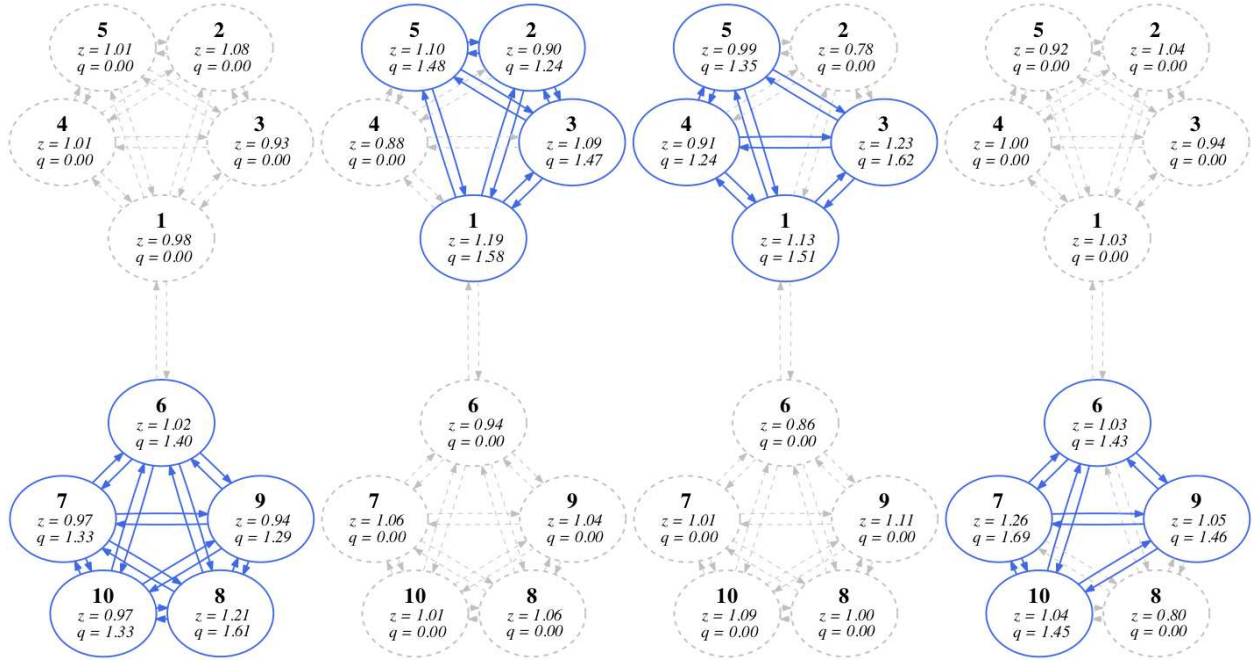 5
z = 1.01
q = 0.00
2
z = 1.08
q = 0.00
4
z = 1.01
q = 0.00
3
z = 0.93
q = 0.00
1
z = 0.98
q = 0.00
6
z = 1.02
q = 1.40
7
z = 0.97
q = 1.33
9
z = 0.94
q = 1.29
10
z = 0.97
q = 1.33
8
z = 1.21
q = 1.61
5
z = 1.10
q = 1.48
2
z = 0.90
q = 1.24
4
z = 0.88
q = 0.00
3
z = 1.09
q = 1.47
1
z = 1.19
q = 1.58
6
z = 0.94
q = 0.00
7
z = 1.06
q = 0.00
9
z = 1.04
q = 0.00
10
z = 1.01
q = 0.00
8
z = 1.06
q = 0.00
5
z = 0.99
q = 1.35
2
z = 0.78
q = 0.00
4
z = 0.91
q = 1.24
3
z = 1.23
q = 1.62
1
z = 1.13
q = 1.51
6
z = 0.86
q = 0.00
7
z = 1.01
q = 0.00
9
z = 1.11
q = 0.00
10
z = 1.09
q = 0.00
8
z = 1.00
q = 0.00
5
z = 0.92
q = 0.00
2
z = 1.04
q = 0.00
4
z = 1.00
q = 0.00
3
z = 0.94
q = 0.00
1
z = 1.03
q = 0.00
6
z = 1.03
q = 1.43
7
z = 1.26
q = 1.69
9
z = 1.05
q = 1.46
10
z = 1.04
q = 1.45
8
z = 0.80
q = 0.00